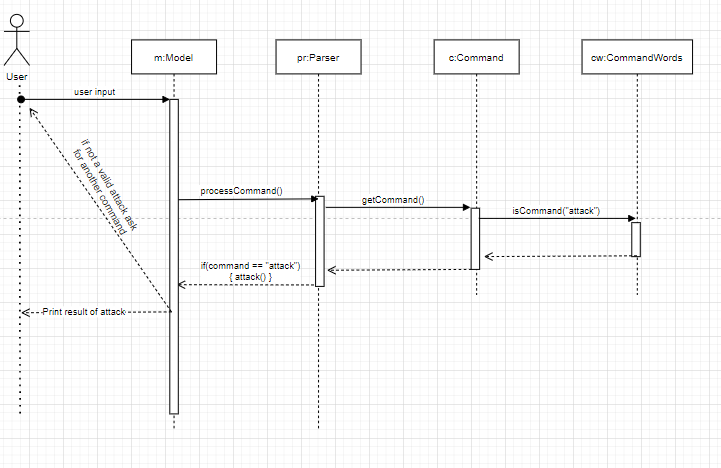 m:Model
pr:Parser
c:Command
cw:CommandWords
User
user input
if not a valid attack ask
for another command
processCommand()
getCommand()
isCommand("attack")
if(command == "attack")
{ attack() }
Print result of attack